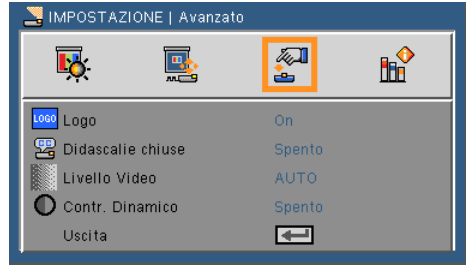 IMPOSTAZIONE | Avanzato
LOGO Logo On
Didascalie chiuse Spento
Livello Video AUTO
Contr. Dinamico Spento
Uscita